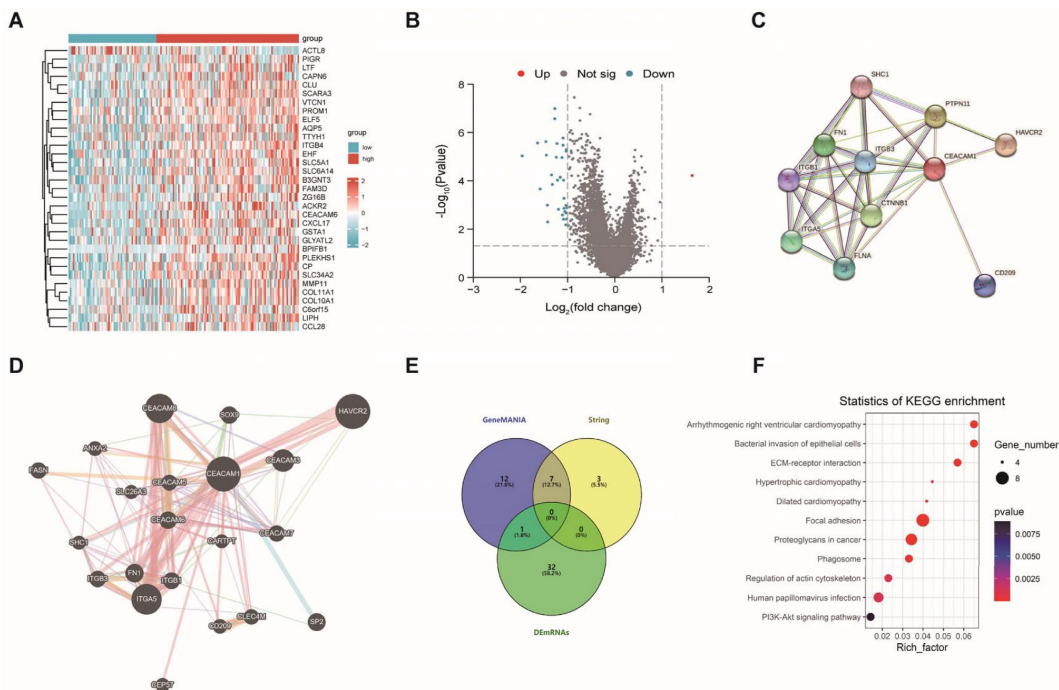 A
group
ACTL8
PIGR
LTF
CAPN6
CLU
SCARA3
VTCN1
PROM1
ELF5
AQP5
TTYH1
ITGB4
EHF
SLC5A1
SLC6A14
B3GNT3
FAM3D
ZG16B
ACKR2
CEACAM6
CXCL17
GSTA1
GLYATL2
BPIFB1
PLEKHS1
CP
SLC34A2
MMP11
COL11A1
COL10A1
C6orf15
LIPH
CCL28
group
low
high
2
1
0
−1
−2
B
Up Not sig Down
8
6
4
2
0
-Log10(Pvalue)
−3 −2 −1 0 1 2
Log2(fold change)
C
SHC1
PTPN11
HAVCR2
FN1
ITGB3
CEACAM1
ITGB1
CTNNB1
ITGA5
FLNA
CD209
D
CEACAM8
SOX9
HAVCR2
ANXA2
CEACAM3
FASN
CEACAM1
CEACAM5
SLC26A3
CEACAM6
CEACAM7
SHC1
CARTPT
ITGB3
FN1
ITGB1
ITGA5
CD209
SP2
CEP57
E
GeneMANIA
String
12
(21.8%)
7
(12.7%)
3
(5.5%)
0
(0%)
1
(1.8%)
0
(0%)
32
(58.2%)
DEmRNAs
F
Statistics of KEGG enrichment
Arrhythmogenic right ventricular cardiomyopathy
Bacterial invasion of epithelial cells
ECM-receptor interaction
Hypertrophic cardiomyopathy
Dilated cardiomyopathy
Focal adhesion
Proteoglycans in cancer
Phagosome
Regulation of actin cytoskeleton
Human papillomavirus infection
PI3K-Akt signaling pathway
0.02 0.03 0.04 0.05 0.06
Rich_factor
Gene_number
4
8
pvalue
0.0075
0.0050
0.0025